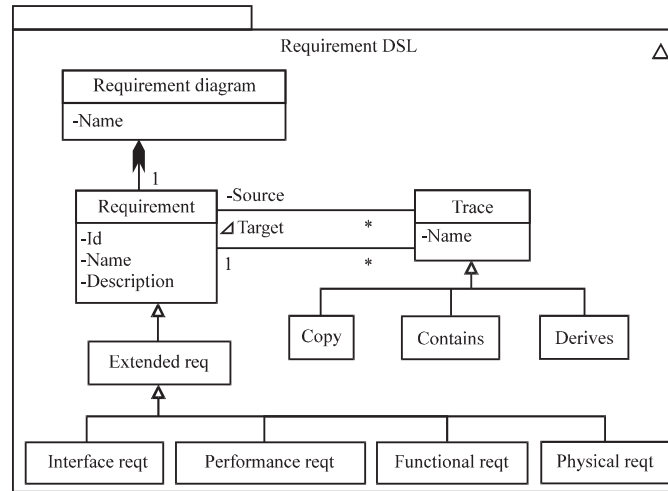 Requirement DSL
Requirement diagram
-Name
1
Requirement
-Id
-Name
-Description
-Source
Target
*
1
*
Trace
-Name
Copy
Contains
Derives
Extended req
Interface reqt
Performance reqt
Functional reqt
Physical reqt